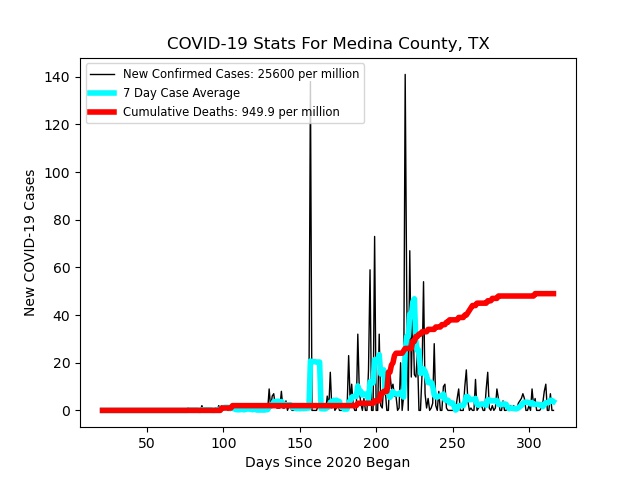 COVID-19 Stats For Medina County, TX
New Confirmed Cases: 25600 per million
7 Day Case Average
Cumulative Deaths: 949.9 per million
New COVID-19 Cases
140
120
100
80
60
40
20
0
50
100
150
200
250
300
Days Since 2020 Began